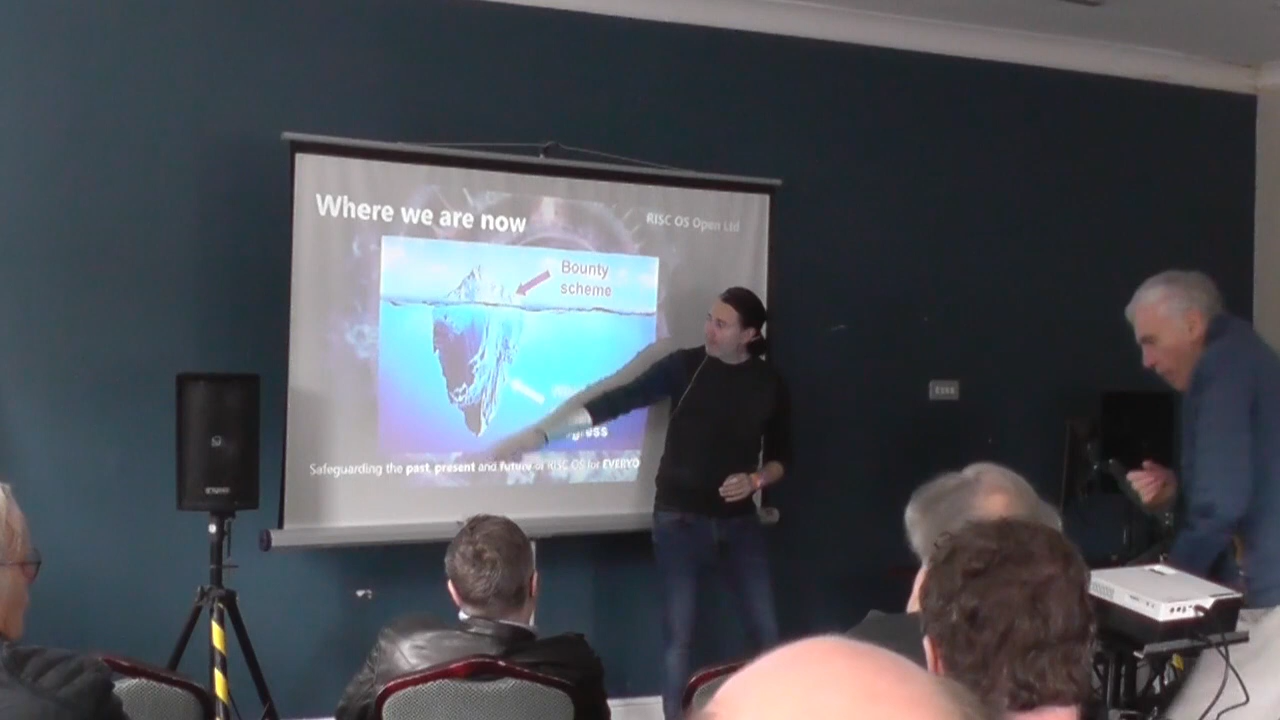 Where we are now
RISC OS Open Ltd
Bounty
scheme
Safeguarding the past, present and future of RISC OS for EVERYO